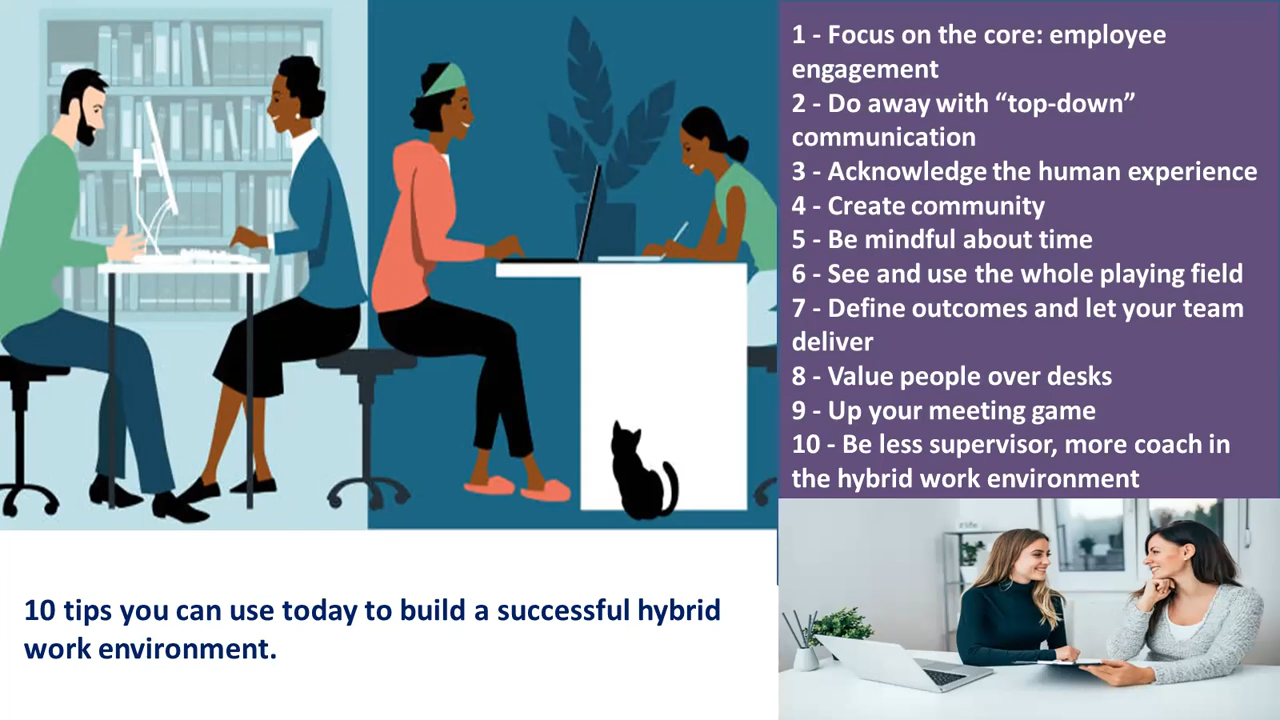 1 - Focus on the core: employee
engagement
2 - Do away with “top-down”
communication
3 - Acknowledge the human experience
4 - Create community
5 - Be mindful about time
6 - See and use the whole playing field
7 - Define outcomes and let your team
deliver
8 - Value people over desks
9 - Up your meeting game
10 - Be less supervisor, more coach in
the hybrid work environment
10 tips you can use today to build a successful hybrid
work environment.